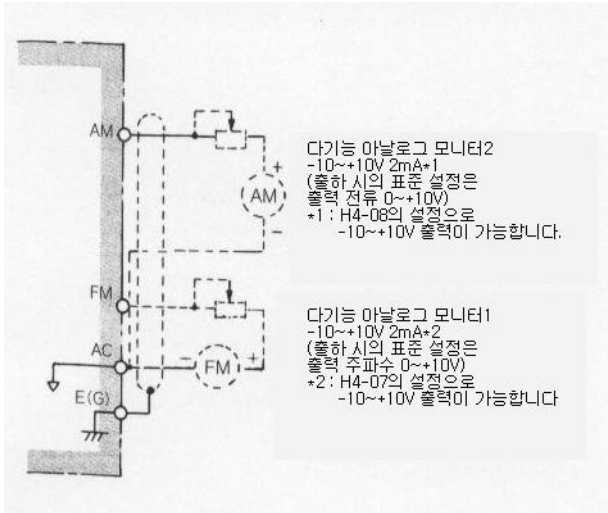 AM
AM
+
-
다기능 아날로그 모니터2
-10~+10V 2mA*1
(출하 시의 표준 설정은
출력 전류 0~+10V)
*1 : H4-08의 설정으로
-10~+10V 출력이 가능합니다.
FM
AC
- FM +
E(G)
다기능 아날로그 모니터1
-10~+10V 2mA*2
(출하 시의 표준 설정은
출력 주파수 0~+10V)
*2 : H4-07의 설정으로
-10~+10V 출력이 가능합니다